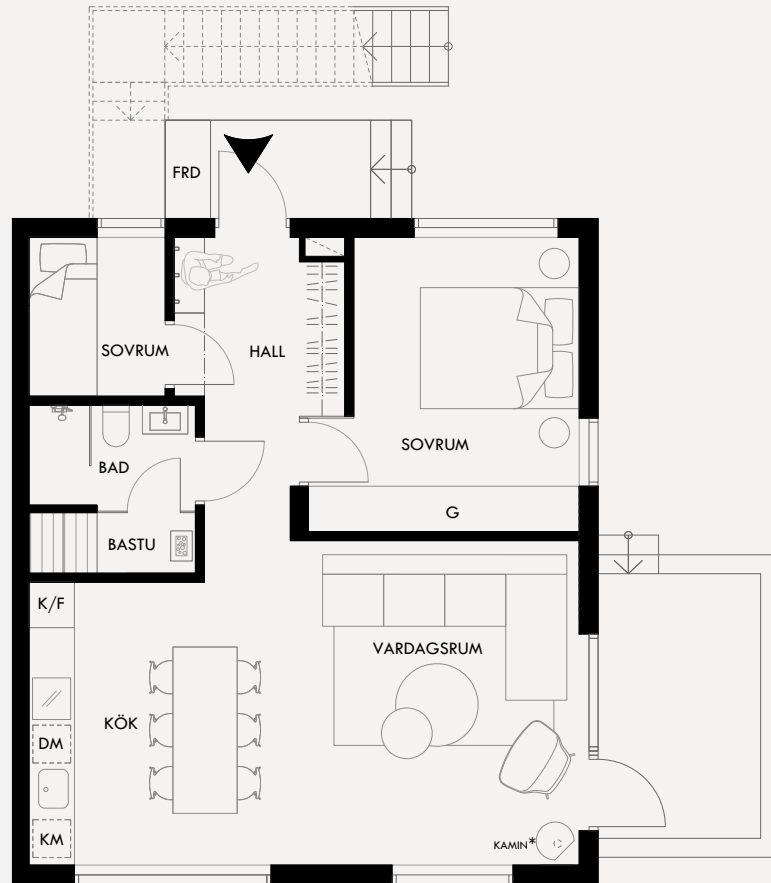 FRD
SOVRUM
HALL
SOVRUM
BAD
G
BASTU
K/F
VARDAGSRUM
KÖK
DM
KM
KAMIN*